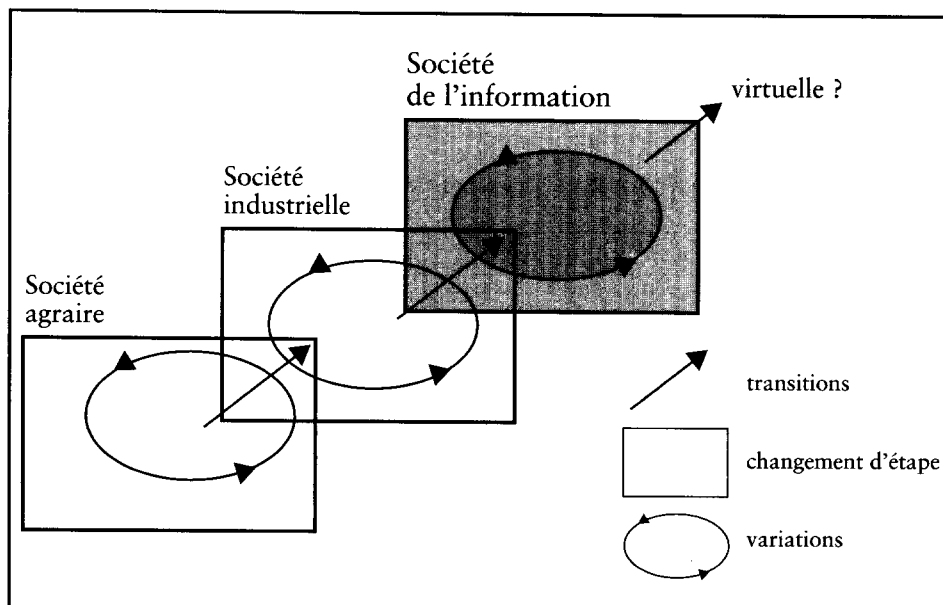 Société
de l'information
virtuelle ?
Société
industrielle
Société
agraire
transitions
changement d'étape
variations